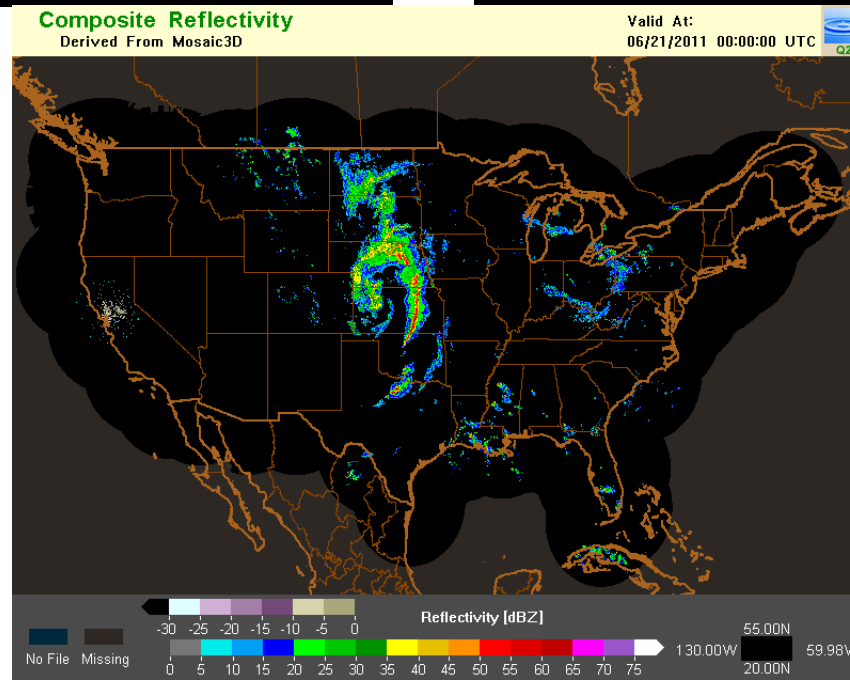 Composite Reflectivity
Derived From Mosaic3D
Valid At:
06/21/2011 00:00:00 UTC
Q2
-30 -25 -20 -15 -10 -5 0
Reflectivity [dBZ]
No File Missing
0 5 10 15 20 25 30 35 40 45 50 55 60 65 70 75
55.00N
130.00W
59.98W
20.00N